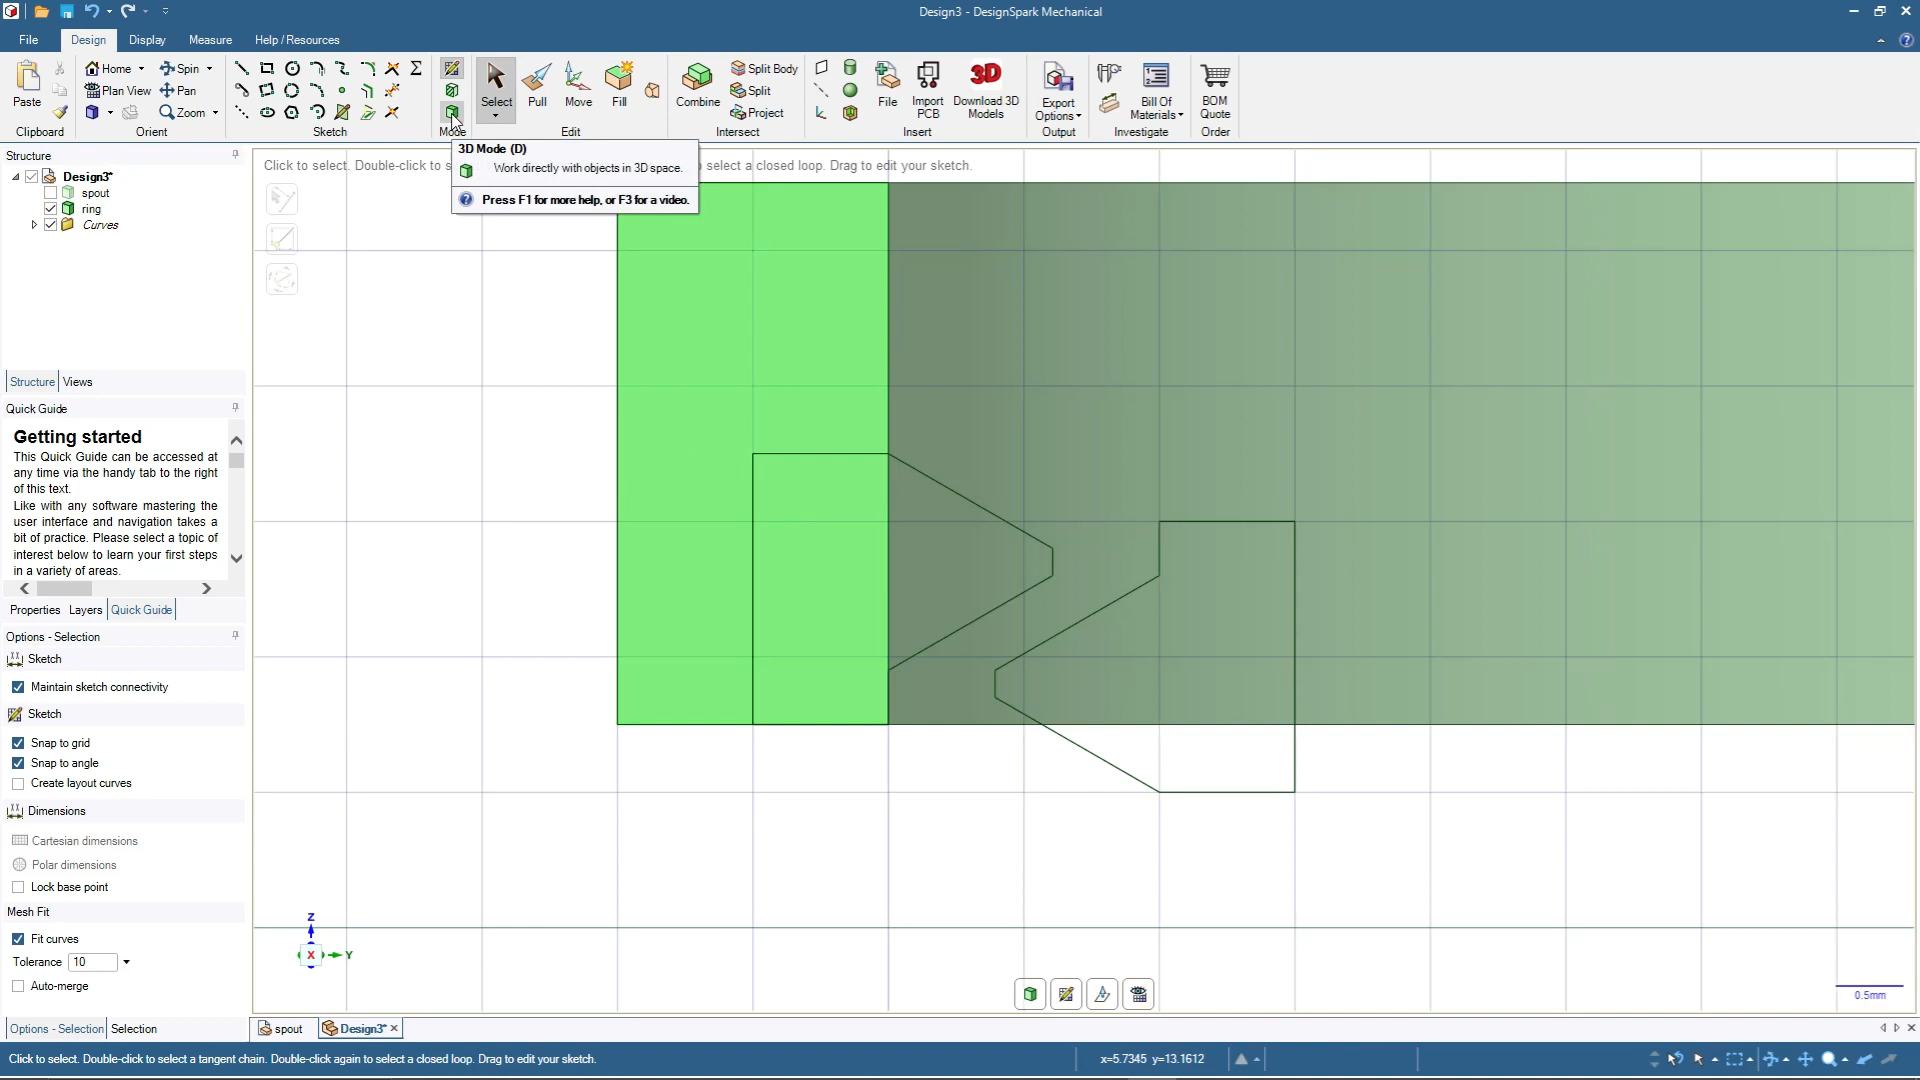 Design3 - DesignSpark Mechanical
File Design Display Measure Help / Resources
Paste
Home
Plan View
Spin
Pan
Zoom
Select
Pull
Move
Fill
Combine
Split Body
Split
Project
File
Import PCB
3D
Download 3D Models
Export Options
Bill Of Materials
BOM Quote
Clipboard Orient Sketch Mode Edit Intersect Insert Output Investigate Order
3D Mode (D)
Work directly with objects in 3D space.
Press F1 for more help, or F3 for a video.
Structure
Design3*
spout
ring
Curves
Click to select. Double-click to s
o select a closed loop. Drag to edit your sketch.
Structure Views
Quick Guide
Getting started
This Quick Guide can be accessed at
any time via the handy tab to the right
of this text.
Like with any software mastering the
user interface and navigation takes a
bit of practice. Please select a topic of
interest below to learn your first steps
in a variety of areas.
Properties Layers Quick Guide
Options - Selection
Sketch
Maintain sketch connectivity
Sketch
Snap to grid
Snap to angle
Create layout curves
Dimensions
Cartesian dimensions
Polar dimensions
Lock base point
Mesh Fit
Fit curves
Tolerance 10
Auto-merge
Z
X
Y
0.5mm
Options - Selection Selection
spout Design3*
Click to select. Double-click to select a tangent chain. Double-click again to select a closed loop. Drag to edit your sketch.
x=5.7345 y=13.1612